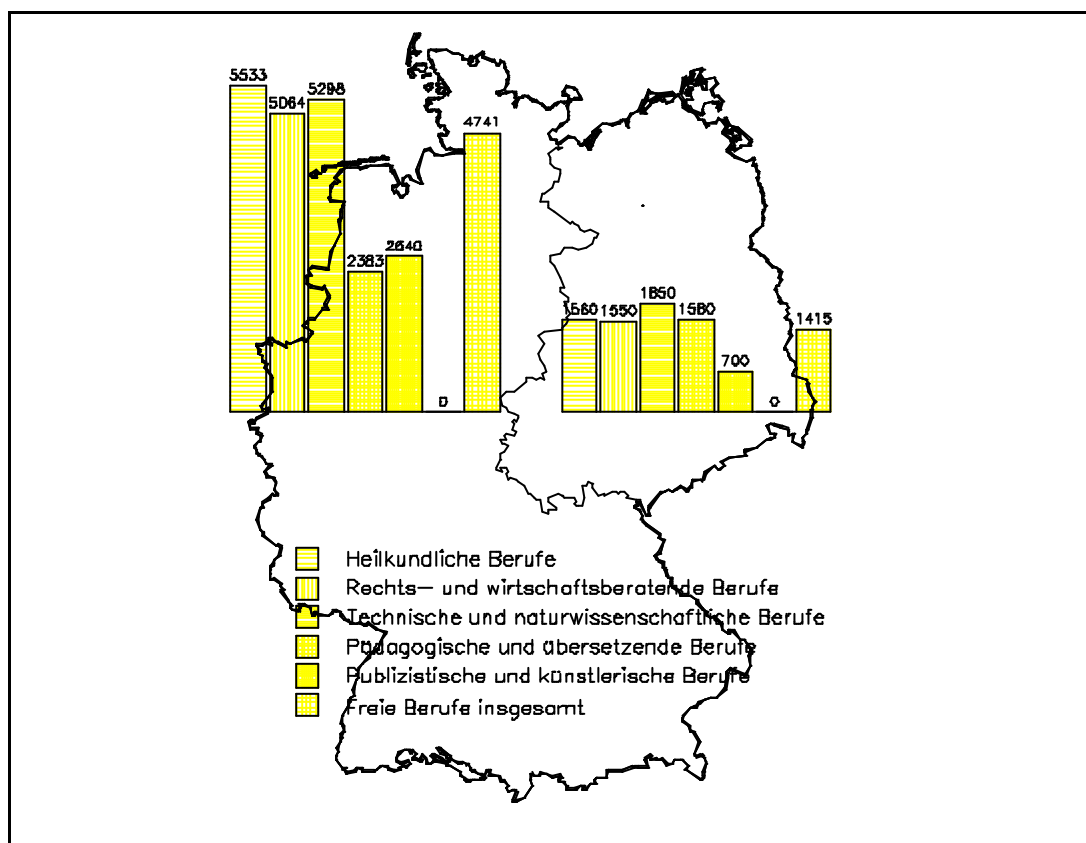 5533
5064
5298
2383
2640
0
4741
1560
1550
1850
1580
700
0
1415
Heilkundliche Berufe
Rechts– und wirtschaftsberatende Berufe
Technische und naturwissenschaftliche Berufe
Pädagogische und übersetzende Berufe
Publizistische und künstlerische Berufe
Freie Berufe insgesamt